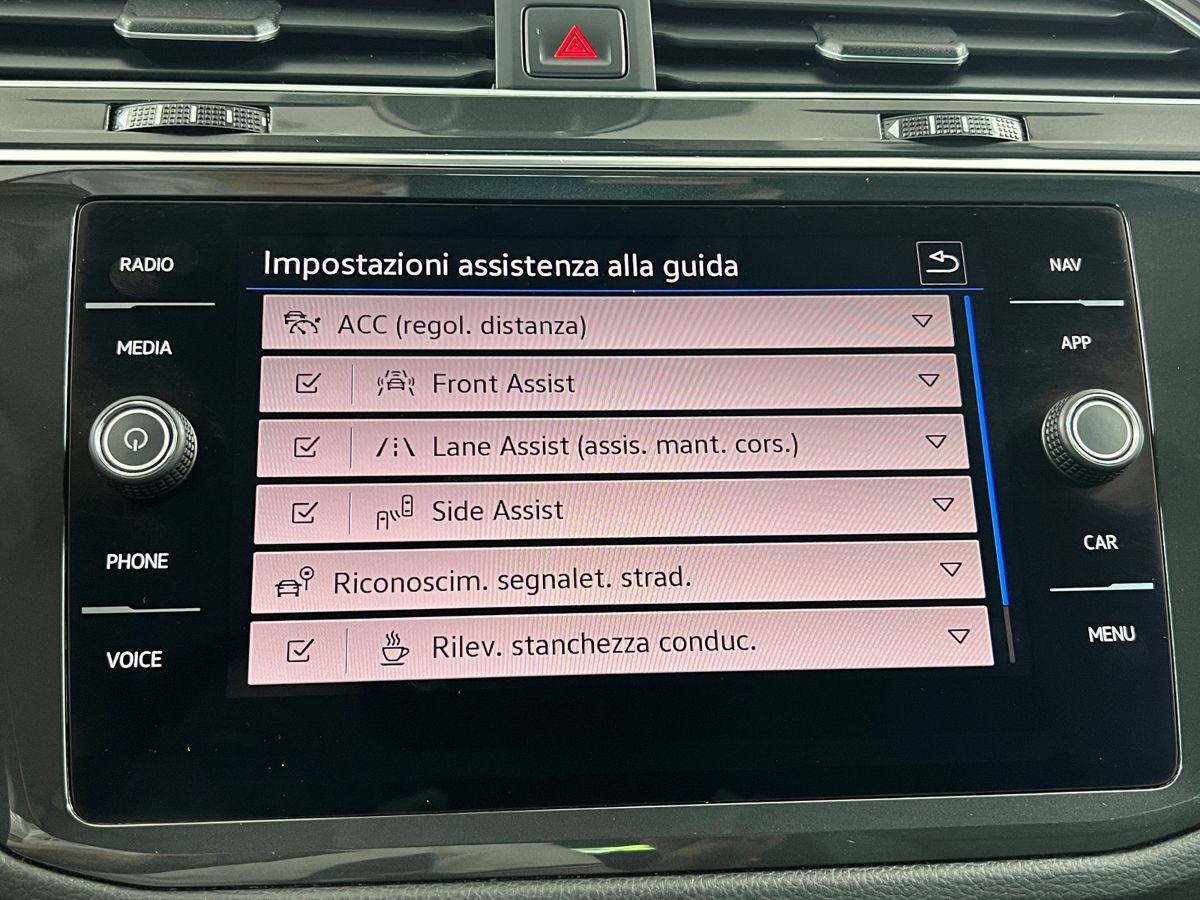 RADIO
MEDIA
PHONE
VOICE
Impostazioni assistenza alla guida
ACC (regol. distanza)
Front Assist
Lane Assist (assis. mant. cors.)
Side Assist
Riconoscim. segnalet. strad.
Rilev. stanchezza conduc.
NAV
APP
CAR
MENU